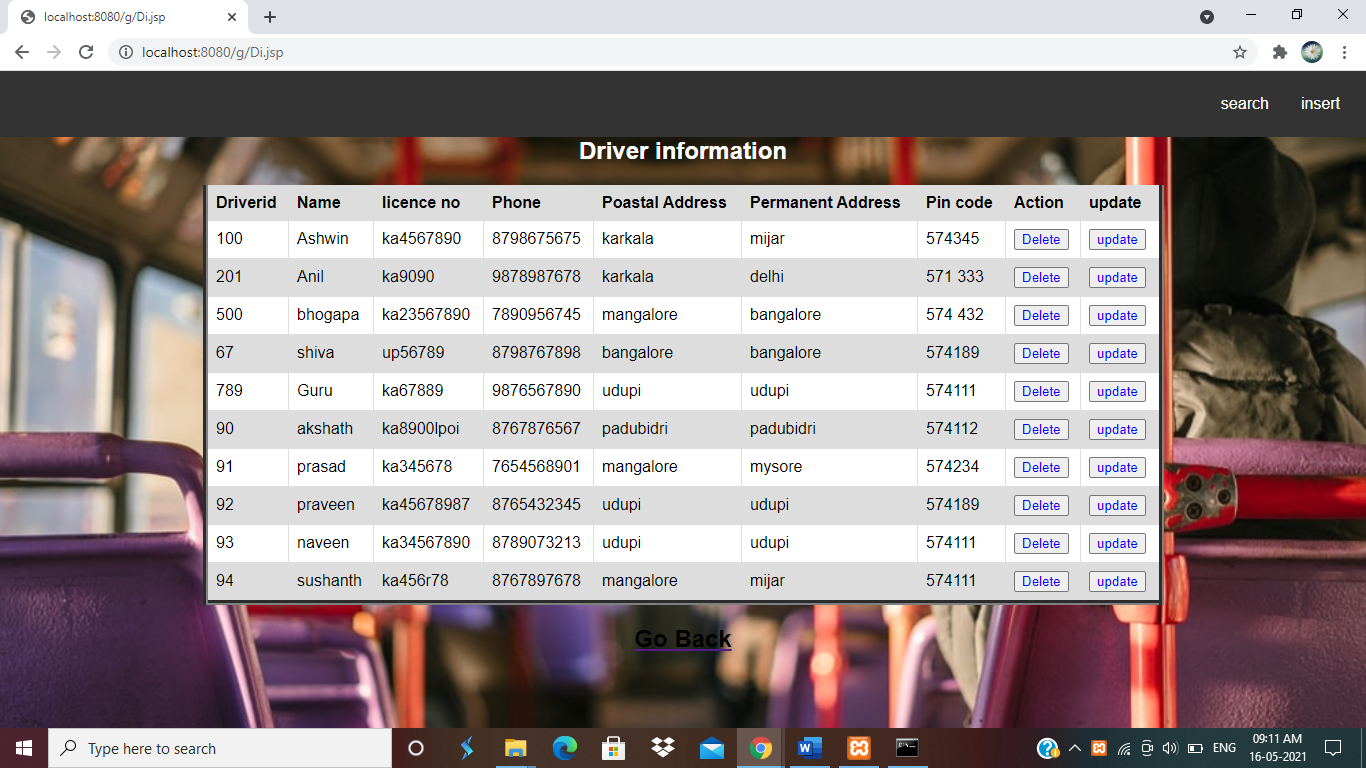 localhost:8080/g/Di.jsp
localhost:8080/g/Di.jsp
search insert
Driver information
Driverid Name licence no Phone Poastal Address Permanent Address Pin code Action update
100 Ashwin ka4567890 8798675675 karkala mijar 574345 Delete update
201 Anil ka9090 9878987678 karkala delhi 571 333 Delete update
500 bhogapa ka23567890 7890956745 mangalore bangalore 574 432 Delete update
67 shiva up56789 8798767898 bangalore bangalore 574189 Delete update
789 Guru ka67889 9876567890 udupi udupi 574111 Delete update
90 akshath ka8900lpoi 8767876567 padubidri padubidri 574112 Delete update
91 prasad ka345678 7654568901 mangalore mysore 574234 Delete update
92 praveen ka45678987 8765432345 udupi udupi 574189 Delete update
93 naveen ka34567890 8789073213 udupi udupi 574111 Delete update
94 sushanth ka456r78 8767897678 mangalore mijar 574111 Delete update
Go Back
Type here to search
ENG
09:11 AM
16-05-2021